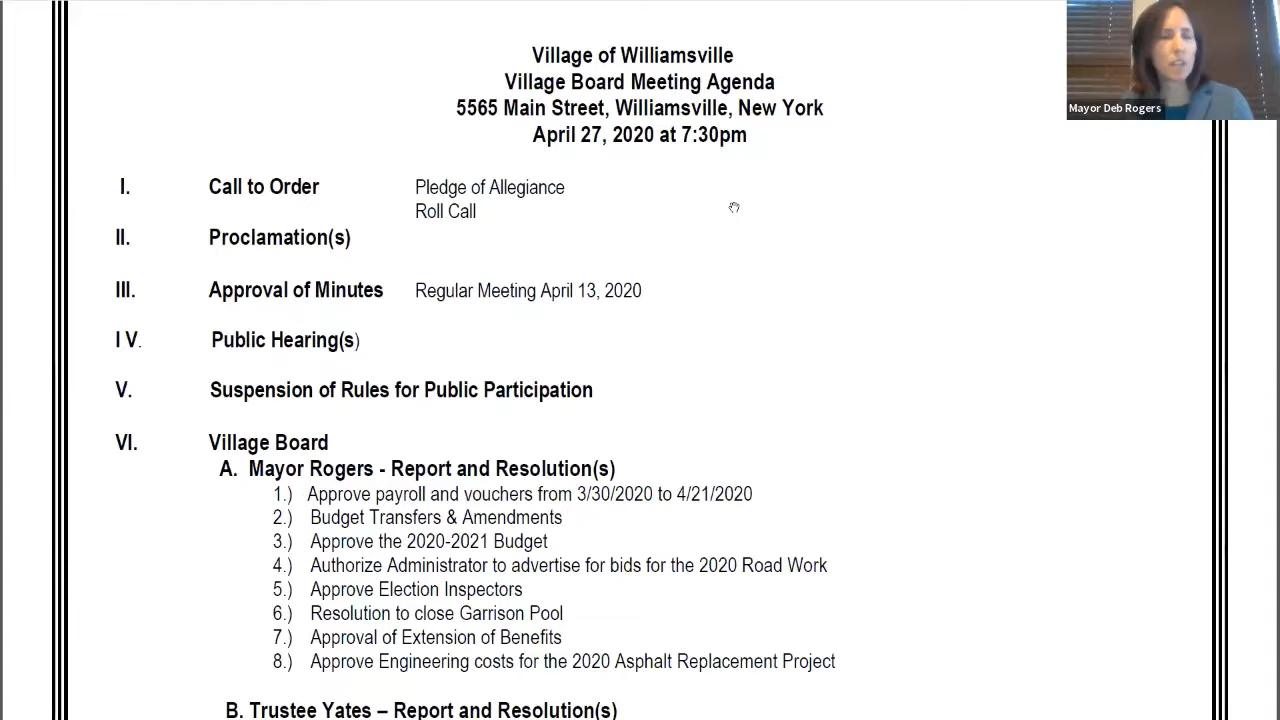 Village of Williamsville
Village Board Meeting Agenda
5565 Main Street, Williamsville, New York
April 27, 2020 at 7:30pm
Mayor Deb Rogers
I. Call to Order Pledge of Allegiance
Roll Call
II. Proclamation(s)
III. Approval of Minutes Regular Meeting April 13, 2020
I V. Public Hearing(s)
V. Suspension of Rules for Public Participation
VI. Village Board
A. Mayor Rogers - Report and Resolution(s)
1.) Approve payroll and vouchers from 3/30/2020 to 4/21/2020
2.) Budget Transfers & Amendments
3.) Approve the 2020-2021 Budget
4.) Authorize Administrator to advertise for bids for the 2020 Road Work
5.) Approve Election Inspectors
6.) Resolution to close Garrison Pool
7.) Approval of Extension of Benefits
8.) Approve Engineering costs for the 2020 Asphalt Replacement Project
B. Trustee Yates – Report and Resolution(s)